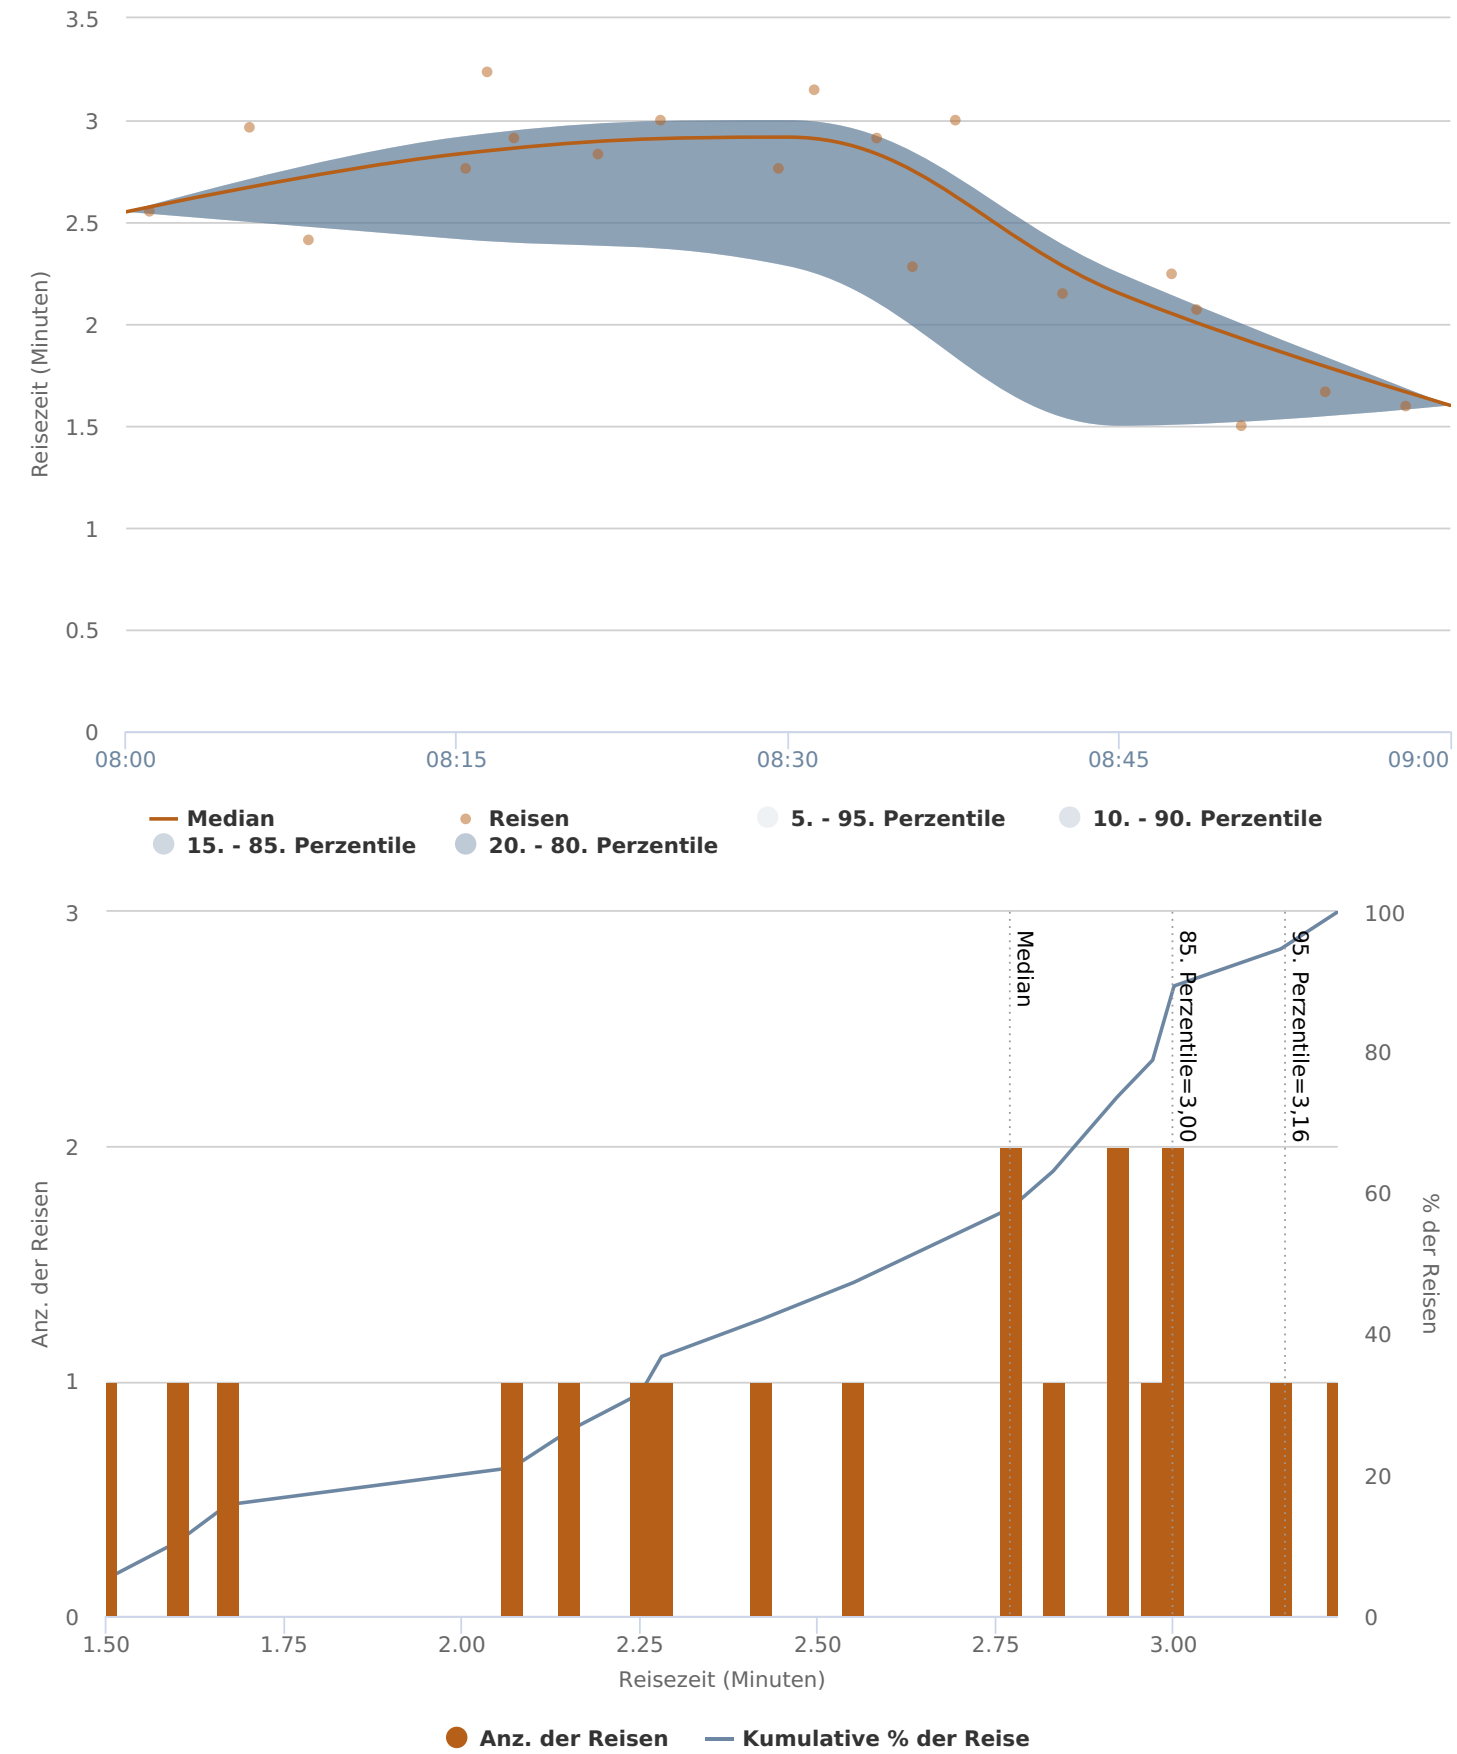 3.5
3
2.5
2
1.5
1
0.5
0
Reisezeit (Minuten)
08:00 08:15 08:30 08:45 09:00
Median Reisen 5. - 95. Perzentile 10. - 90. Perzentile
15. - 85. Perzentile 20. - 80. Perzentile
3
2
1
0
Anz. der Reisen
Median
85. Perzentile=3,00
95. Perzentile=3,16
100
80
60
40
20
0
% der Reisen
1.50 1.75 2.00 2.25 2.50 2.75 3.00
Reisezeit (Minuten)
Anz. der Reisen Kumulative % der Reise